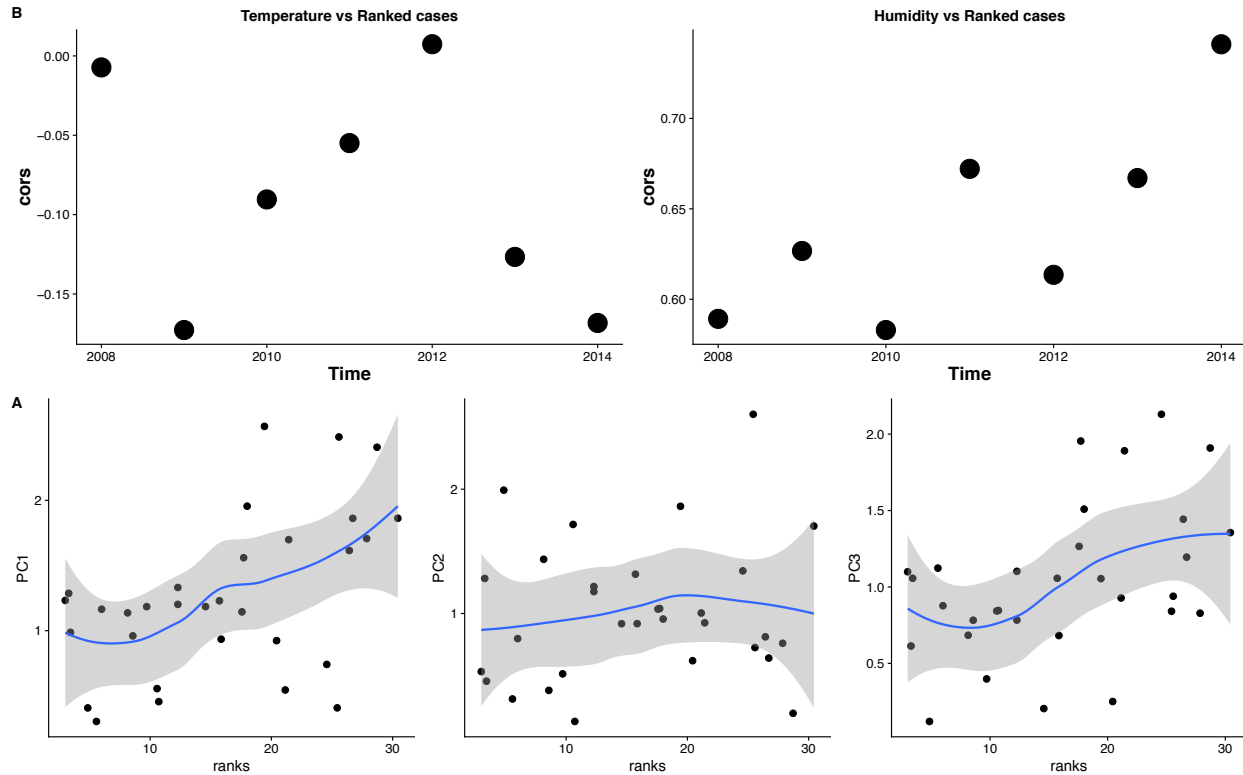 B
Temperature vs Ranked cases
cors
0.00
−0.05
−0.10
−0.15
2008
2010
2012
2014
Time
Humidity vs Ranked cases
cors
0.70
0.65
0.60
2008
2010
2012
2014
Time
A
PC1
2
1
10
20
30
ranks
PC2
2
1
10
20
30
ranks
PC3
2.0
1.5
1.0
0.5
10
20
30
ranks